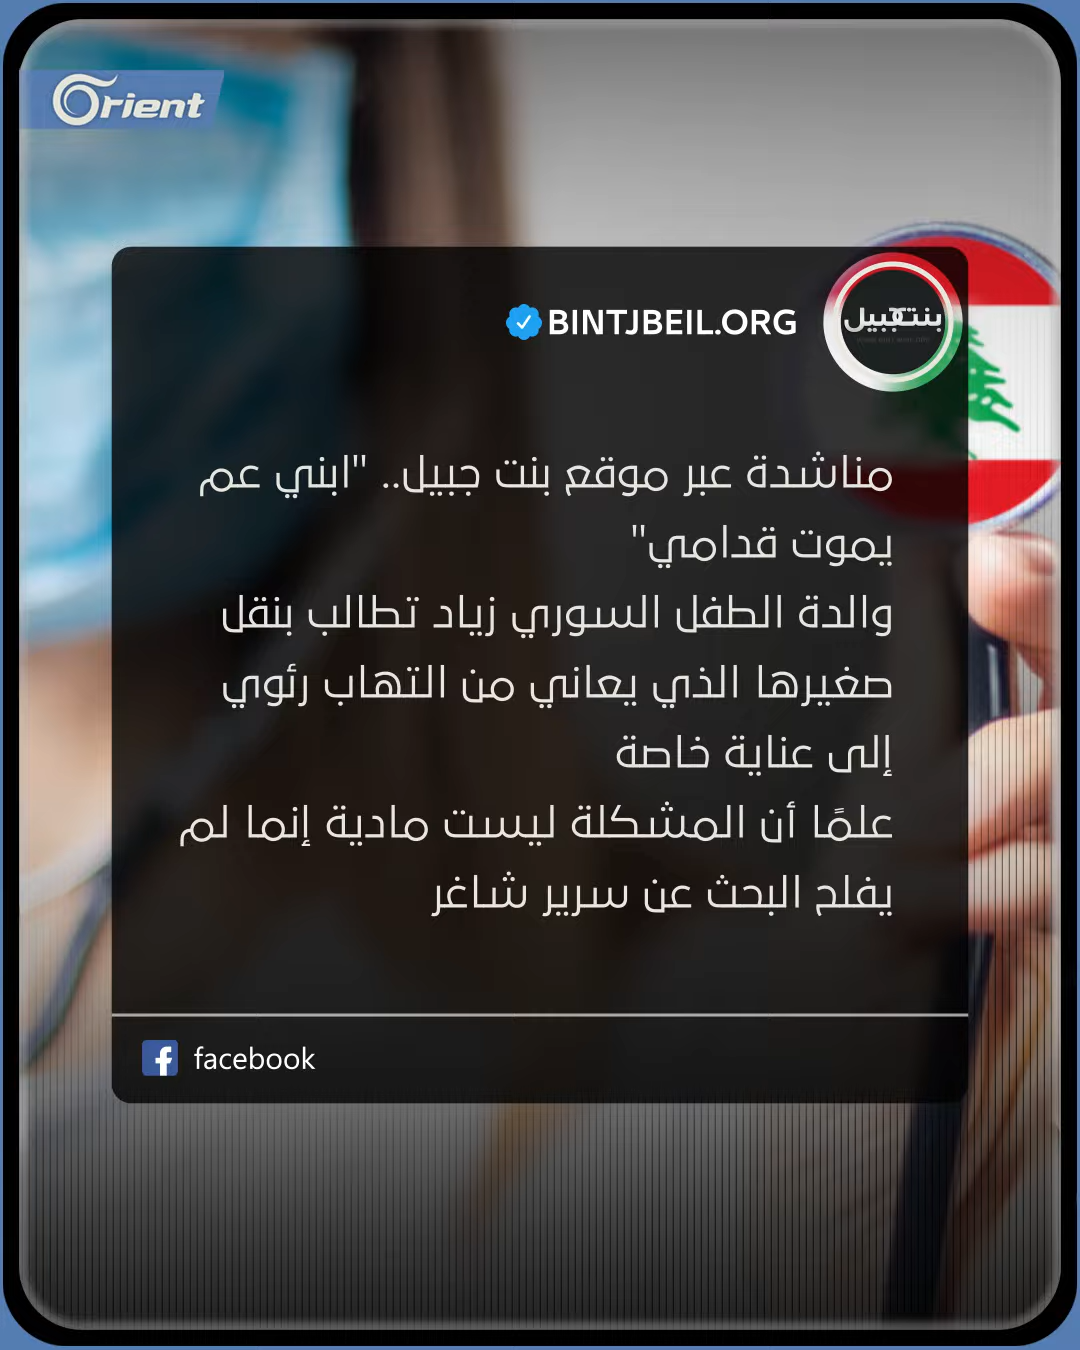 Orient
BINTJBEIL.ORG
بنت جبيل
مناشدة عبر موقع بنت جبيل.. "ابني عم
يموت قدامي"
والدة الطفل السوري زياد تطالب بنقل
صغيرها الذي يعاني من التهاب رئوي
إلى عناية خاصة
علمًا أن المشكلة ليست مادية إنما لم
يفلح البحث عن سرير شاغر
facebook